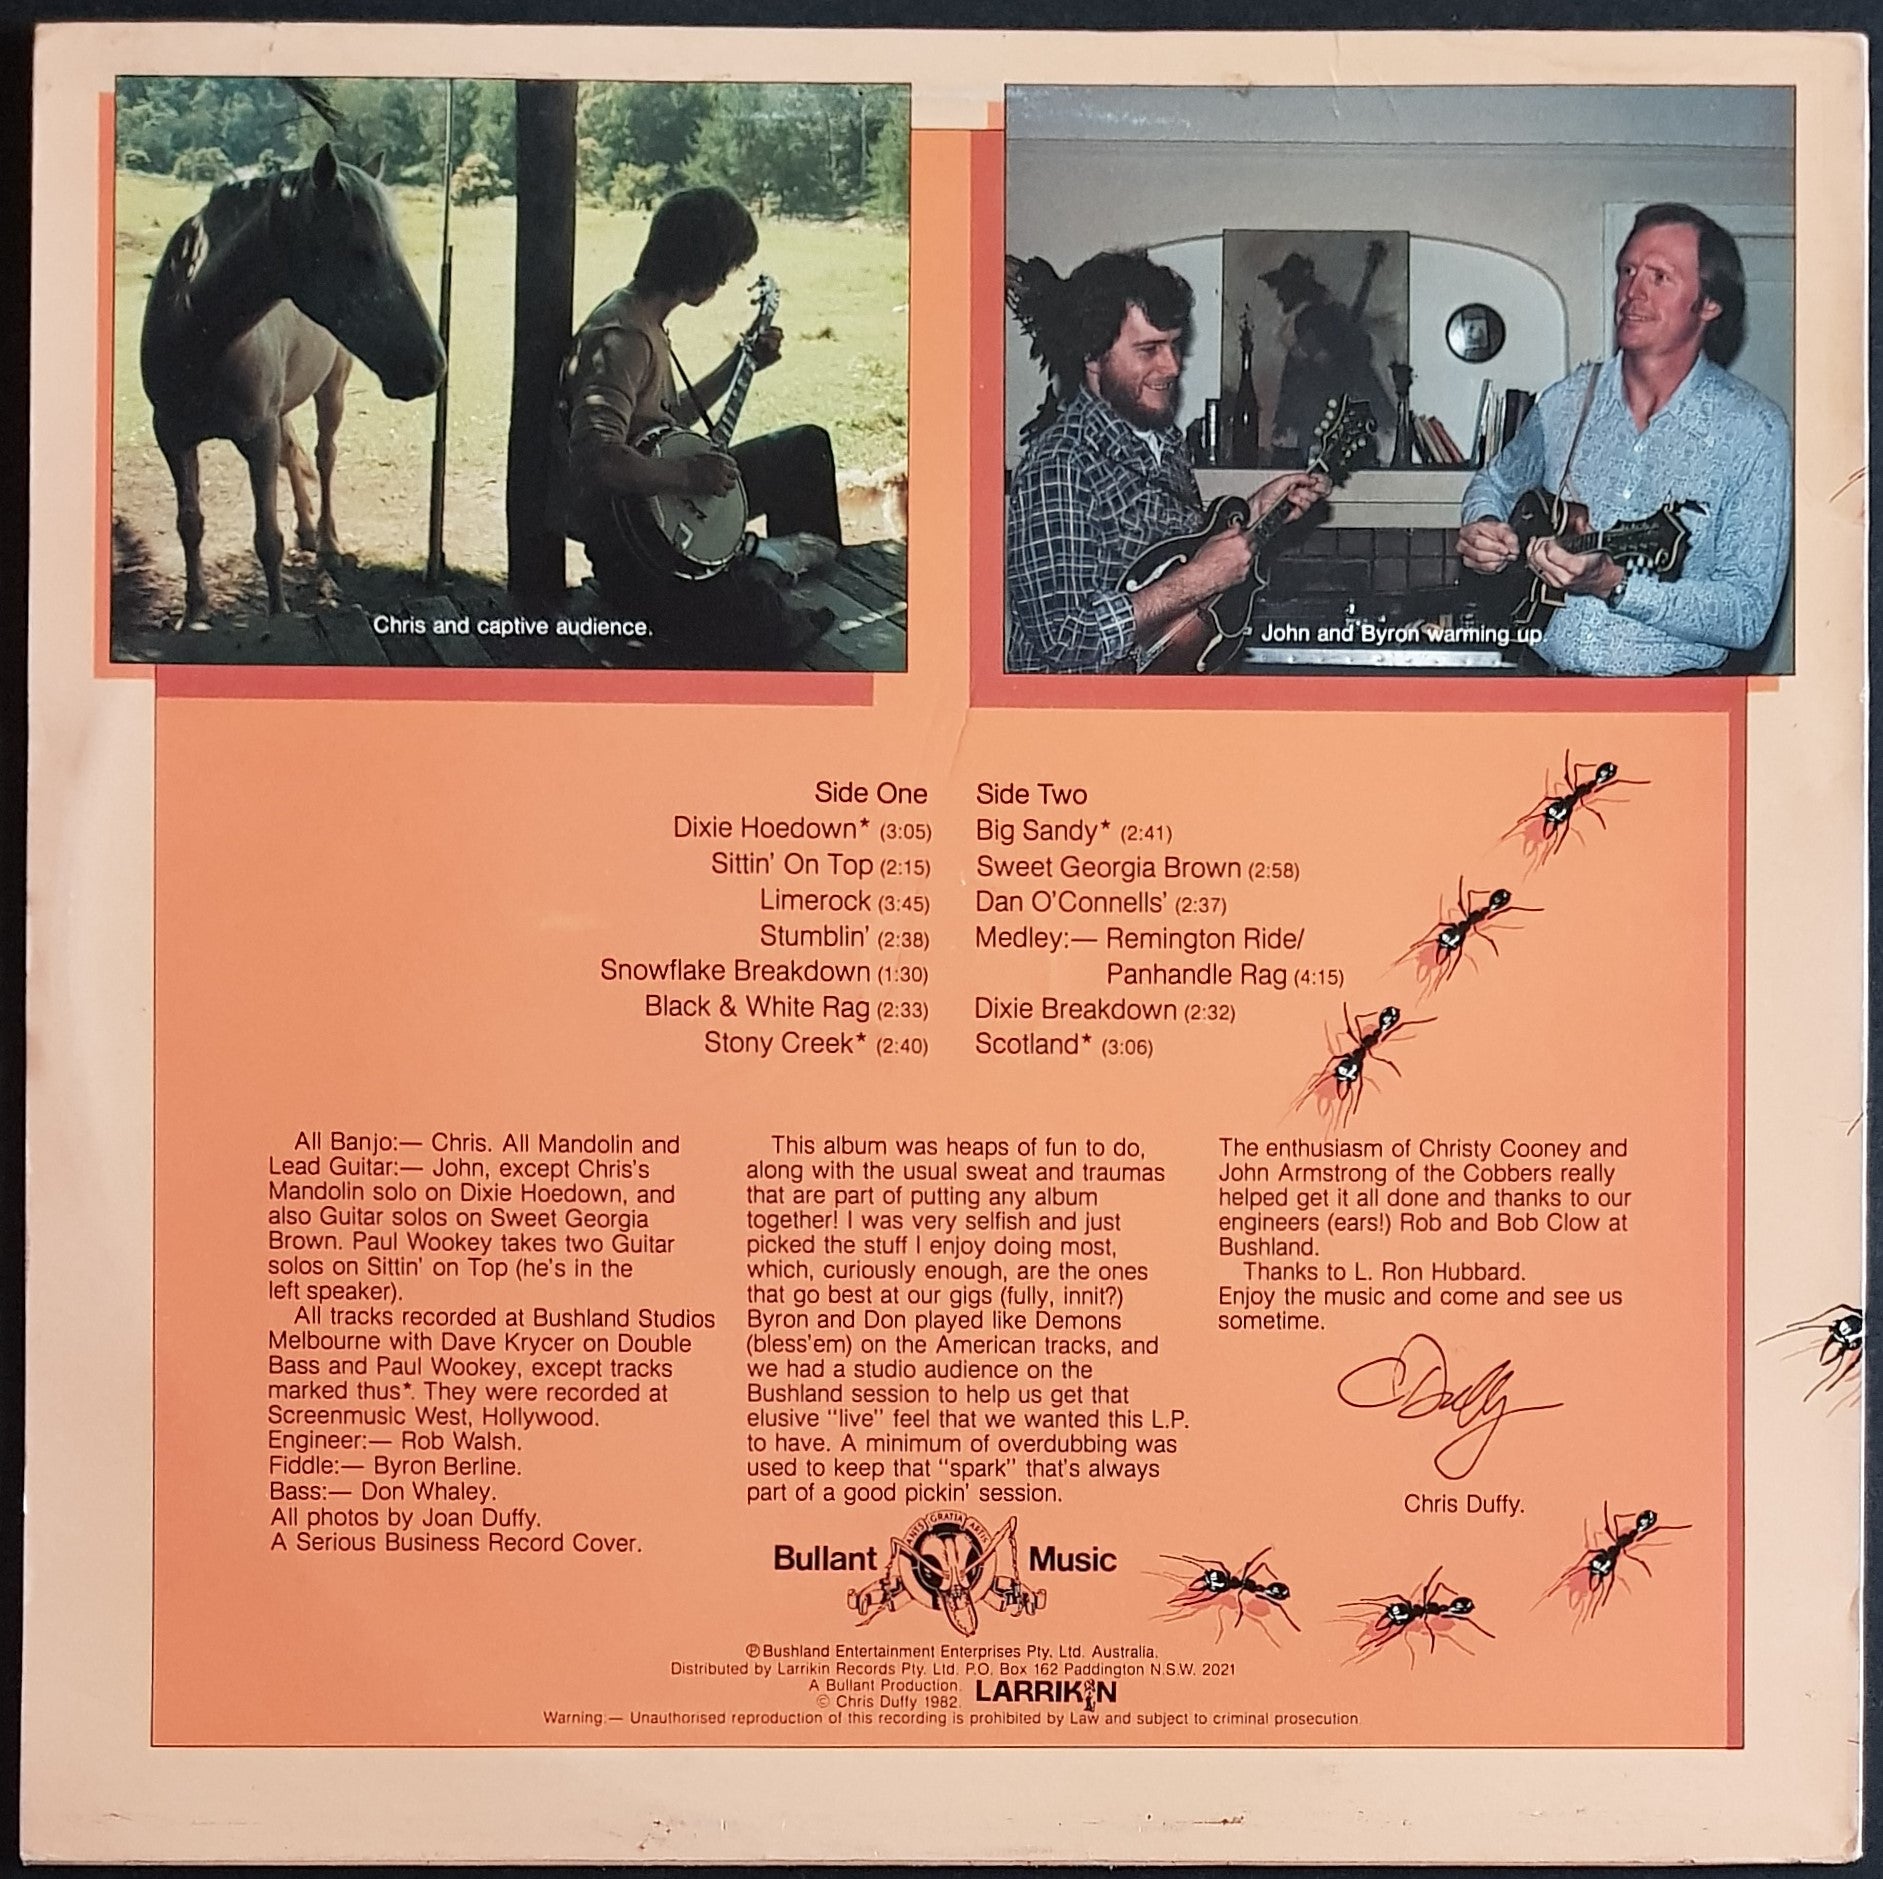 Chris and captive audience.
John and Byron warming up.
Side One
Dixie Hoedown* (3:05)
Sittin' On Top (2:15)
Limerock (3:45)
Stumblin' (2:38)
Snowflake Breakdown (1:30)
Black & White Rag (2:33)
Stony Creek* (2:40)
Side Two
Big Sandy* (2:41)
Sweet Georgia Brown (2:58)
Dan O'Connells' (2:37)
Medley:— Remington Ride/
Panhandle Rag (4:15)
Dixie Breakdown (2:32)
Scotland* (3:06)
All Banjo:— Chris. All Mandolin and
Lead Guitar:— John, except Chris's
Mandolin solo on Dixie Hoedown, and
also Guitar solos on Sweet Georgia
Brown. Paul Wookey takes two Guitar
solos on Sittin' on Top (he's in the
left speaker).
All tracks recorded at Bushland Studios
Melbourne with Dave Krycer on Double
Bass and Paul Wookey, except tracks
marked thus*. They were recorded at
Screenmusic West, Hollywood.
Engineer:— Rob Walsh.
Fiddle:— Byron Berline.
Bass:— Don Whaley.
All photos by Joan Duffy.
A Serious Business Record Cover.
This album was heaps of fun to do,
along with the usual sweat and traumas
that are part of putting any album
together! I was very selfish and just
picked the stuff I enjoy doing most,
which, curiously enough, are the ones
that go best at our gigs (fully, innit?)
Byron and Don played like Demons
(bless'em) on the American tracks, and
we had a studio audience on the
Bushland session to help us get that
elusive "live" feel that we wanted this L.P.
to have. A minimum of overdubbing was
used to keep that "spark" that's always
part of a good pickin' session.
The enthusiasm of Christy Cooney and
John Armstrong of the Cobbers really
helped get it all done and thanks to our
engineers (ears!) Rob and Bob Clow at
Bushland.
Thanks to L. Ron Hubbard.
Enjoy the music and come and see us
sometime.
C Duffy
Chris Duffy.
ANTS GRATIA ARTIS
Bullant Music
℗ Bushland Entertainment Enterprises Pty. Ltd. Australia.
Distributed by Larrikin Records Pty. Ltd. P.O. Box 162 Paddington N.S.W. 2021
A Bullant Production.
© Chris Duffy 1982.
LARRIKIN
Warning:— Unauthorised reproduction of this recording is prohibited by Law and subject to criminal prosecution.